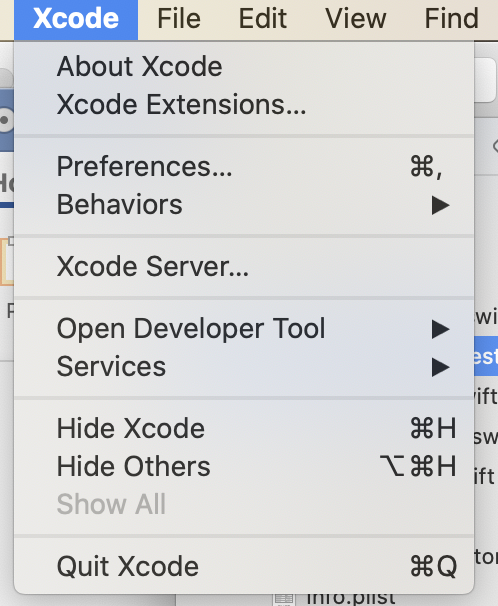 Xcode File Edit View Find
About Xcode
Xcode Extensions...
Preferences... ⌘,
Behaviors ▶
Xcode Server...
Open Developer Tool ▶
Services ▶
Hide Xcode ⌘H
Hide Others ⌥⌘H
Show All
Quit Xcode ⌘Q
Info.plist